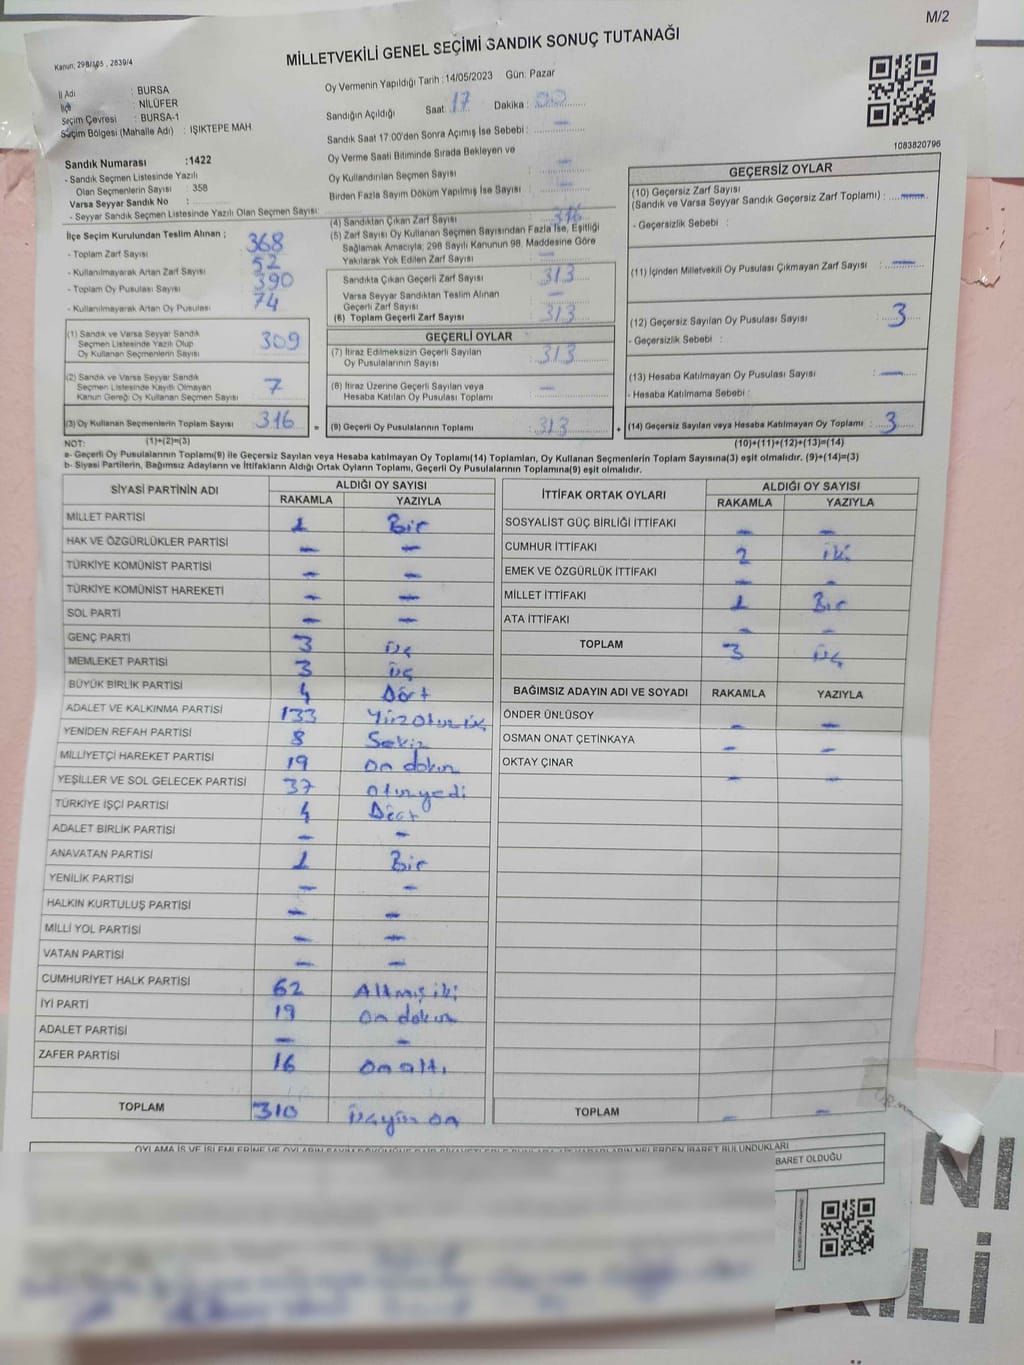 M/2
Kanun; 298/105 , 2839/4
MİLLETVEKİLİ GENEL SEÇİMİ SANDIK SONUÇ TUTANAĞI
İl Adı : BURSA
İlçe : NİLÜFER
Seçim Çevresi : BURSA-1
Seçim Bölgesi (Mahalle Adı) : IŞIKTEPE MAH.
Oy Vermenin Yapıldığı Tarih : 14/05/2023 Gün: Pazar
Sandığın Açıldığı Saat: 17 Dakika : 00
Sandık Saat 17:00'den Sonra Açımış İse Sebebi : —
Oy Verme Saati Bitiminde Sırada Bekleyen ve
Oy Kullandırılan Seçmen Sayısı : —
Birden Fazla Sayım Döküm Yapılmış İse Sayısı : —
1083820796
Sandık Numarası :1422
- Sandık Seçmen Listesinde Yazılı
Olan Seçmenlerin Sayısı : 358
Varsa Seyyar Sandık No :
- Seyyar Sandık Seçmen Listesinde Yazılı Olan Seçmen Sayısı:
İlçe Seçim Kurulundan Teslim Alınan ;
- Toplam Zarf Sayısı : 368
- Kullanılmayarak Artan Zarf Sayısı : 52
- Toplam Oy Pusulası Sayısı : 390
- Kullanılmayarak Artan Oy Pusulası : 74
(1) Sandık ve Varsa Seyyar Sandık
Seçmen Listesinde Yazılı Olup
Oy Kullanan Seçmenlerin Sayısı : 309
(2) Sandık ve Varsa Seyyar Sandık
Seçmen Listesinde Kayıtlı Olmayan
Kanun Gereği Oy Kullanan Seçmen Sayısı : 7
(3) Oy Kullanan Seçmenlerin Toplam Sayısı : 316
(4) Sandıktan Çıkan Zarf Sayısı : 316
(5) Zarf Sayısı Oy Kullanan Seçmen Sayısından Fazla İse, Eşitliği
Sağlamak Amacıyla; 298 Sayılı Kanunun 98. Maddesine Göre
Yakılarak Yok Edilen Zarf Sayısı : —
Sandıkta Çıkan Geçerli Zarf Sayısı : 313
Varsa Seyyar Sandıktan Teslim Alınan
Geçerli Zarf Sayısı : —
(6) Toplam Geçerli Zarf Sayısı : 313
GEÇERLİ OYLAR
(7) İtiraz Edilmeksizin Geçerli Sayılan
Oy Pusulalarının Sayısı : 313
(8) İtiraz Üzerine Geçerli Sayılan veya
Hesaba Katılan Oy Pusulası Toplamı : —
= (9) Geçerli Oy Pusulalarının Toplamı : 313 +
GEÇERSİZ OYLAR
(10) Geçersiz Zarf Sayısı
(Sandık ve Varsa Seyyar Sandık Geçersiz Zarf Toplamı) : —
- Geçersizlik Sebebi :
(11) İçinden Milletvekili Oy Pusulası Çıkmayan Zarf Sayısı : —
(12) Geçersiz Sayılan Oy Pusulası Sayısı : 3
- Geçersizlik Sebebi :
(13) Hesaba Katılmayan Oy Pusulası Sayısı : —
- Hesaba Katılmama Sebebi :
(14) Geçersiz Sayılan veya Hesaba Katılmayan Oy Toplamı : 3
NOT: (1)+(2)=(3) (10)+(11)+(12)+(13)=(14)
a- Geçerli Oy Pusulalarının Toplamı(9) ile Geçersiz Sayılan veya Hesaba katılmayan Oy Toplamı(14) Toplamları, Oy Kullanan Seçmenlerin Toplam Sayısına(3) eşit olmalıdır. (9)+(14)=(3)
b- Siyasi Partilerin, Bağımsız Adayların ve İttifakların Aldığı Ortak Oyların Toplamı, Geçerli Oy Pusulalarının Toplamına(9) eşit olmalıdır.
SİYASİ PARTİNİN ADI ALDIĞI OY SAYISI
RAKAMLA YAZIYLA
MİLLET PARTİSİ 1 Bir
HAK VE ÖZGÜRLÜKLER PARTİSİ — —
TÜRKİYE KOMÜNİST PARTİSİ — —
TÜRKİYE KOMÜNİST HAREKETİ — —
SOL PARTİ — —
GENÇ PARTİ 3 üç
MEMLEKET PARTİSİ 3 üç
BÜYÜK BİRLİK PARTİSİ 4 Dört
ADALET VE KALKINMA PARTİSİ 133 Yüzotuzüç
YENİDEN REFAH PARTİSİ 8 Sekiz
MİLLİYETÇİ HAREKET PARTİSİ 19 on dokuz
YEŞİLLER VE SOL GELECEK PARTİSİ 37 otuzyedi
TÜRKİYE İŞÇİ PARTİSİ 4 Dört
ADALET BİRLİK PARTİSİ — —
ANAVATAN PARTİSİ 1 Bir
YENİLİK PARTİSİ — —
HALKIN KURTULUŞ PARTİSİ — —
MİLLİ YOL PARTİSİ — —
VATAN PARTİSİ — —
CUMHURİYET HALK PARTİSİ 62 Altmış iki
İYİ PARTİ 19 on dokuz
ADALET PARTİSİ — —
ZAFER PARTİSİ 16 on altı
TOPLAM 310 üçyüz on
İTTİFAK ORTAK OYLARI ALDIĞI OY SAYISI
RAKAMLA YAZIYLA
SOSYALİST GÜÇ BİRLİĞİ İTTİFAKI — —
CUMHUR İTTİFAKI 2 iki
EMEK VE ÖZGÜRLÜK İTTİFAKI — —
MİLLET İTTİFAKI 1 Bir
ATA İTTİFAKI — —
TOPLAM 3 üç
BAĞIMSIZ ADAYIN ADI VE SOYADI RAKAMLA YAZIYLA
ÖNDER ÜNLÜSOY — —
OSMAN ONAT ÇETİNKAYA — —
OKTAY ÇINAR — —
TOPLAM — —
BARET OLDUĞU
Nİ
İLİ